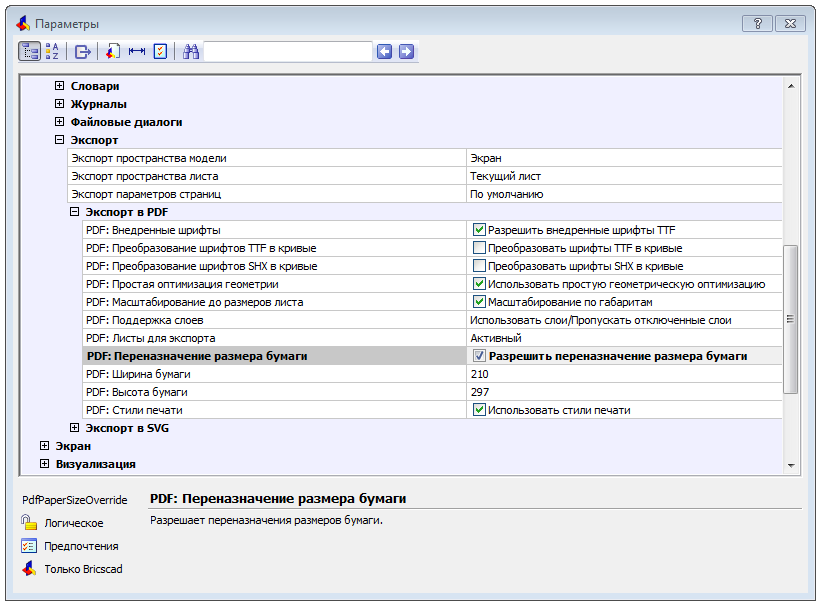 Параметры
Словари
Журналы
Файловые диалоги
Экспорт
Экспорт пространства модели Экран
Экспорт пространства листа Текущий лист
Экспорт параметров страниц По умолчанию
Экспорт в PDF
PDF: Внедренные шрифты Разрешить внедренные шрифты TTF
PDF: Преобразование шрифтов TTF в кривые Преобразовать шрифты TTF в кривые
PDF: Преобразование шрифтов SHX в кривые Преобразовать шрифты SHX в кривые
PDF: Простая оптимизация геометрии Использовать простую геометрическую оптимизацию
PDF: Масштабирование до размеров листа Масштабирование по габаритам
PDF: Поддержка слоев Использовать слои/Пропускать отключенные слои
PDF: Листы для экспорта Активный
PDF: Переназначение размера бумаги Разрешить переназначение размера бумаги
PDF: Ширина бумаги 210
PDF: Высота бумаги 297
PDF: Стили печати Использовать стили печати
Экспорт в SVG
Экран
Визуализация
PdfPaperSizeOverride PDF: Переназначение размера бумаги
Логическое Разрешает переназначения размеров бумаги.
Предпочтения
Только Bricscad